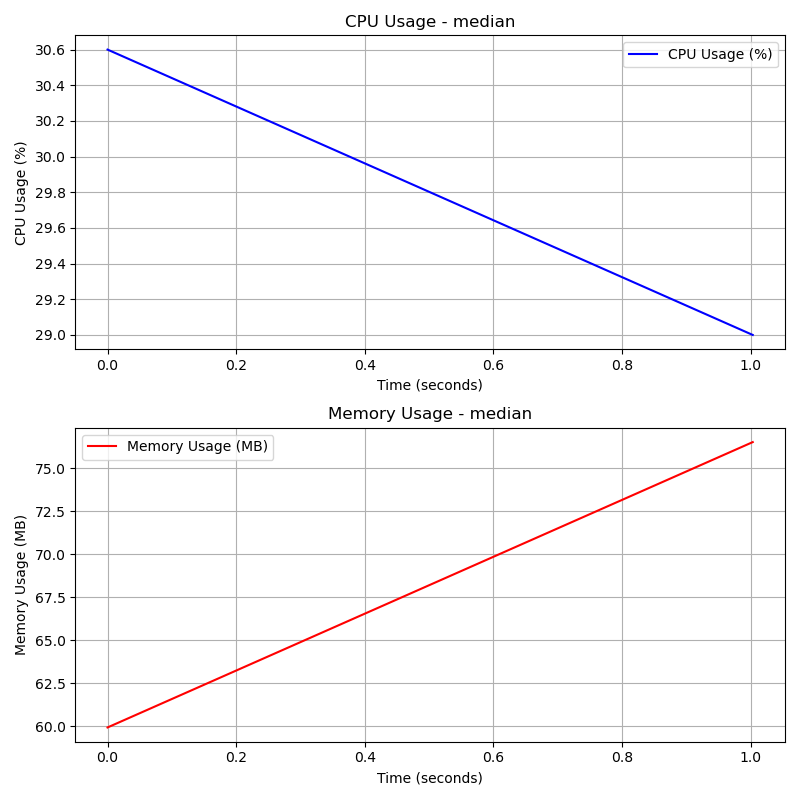 CPU Usage - median
CPU Usage (%)
30.6
30.4
30.2
30.0
29.8
29.6
29.4
29.2
29.0
CPU Usage (%)
0.0 0.2 0.4 0.6 0.8 1.0
Time (seconds)
Memory Usage - median
Memory Usage (MB)
75.0
72.5
70.0
67.5
65.0
62.5
60.0
Memory Usage (MB)
0.0 0.2 0.4 0.6 0.8 1.0
Time (seconds)